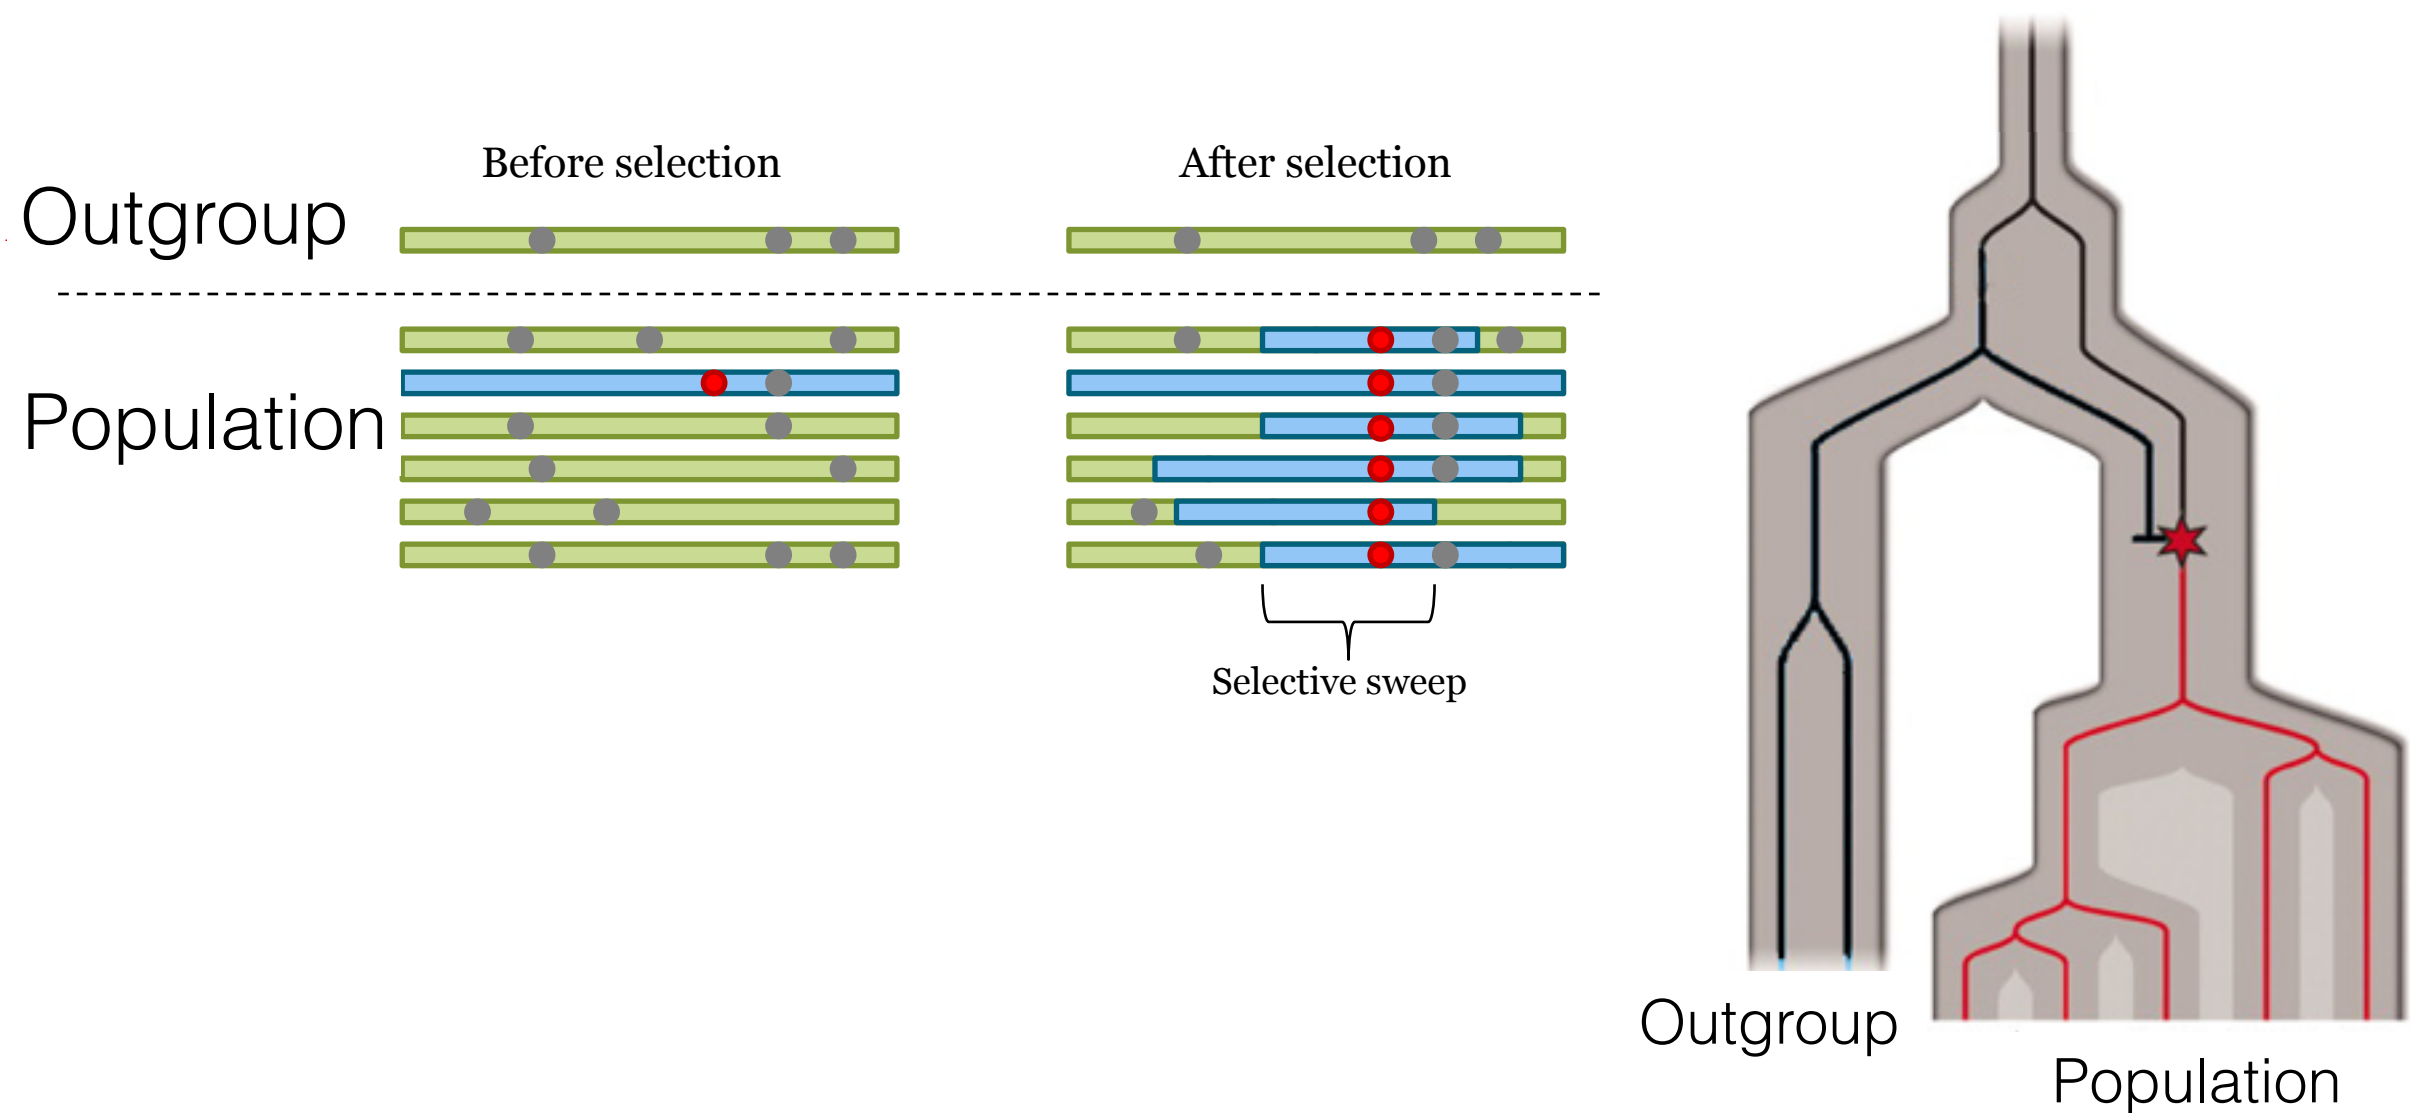 Before selection
After selection
Outgroup
Population
Selective sweep
Outgroup
Population